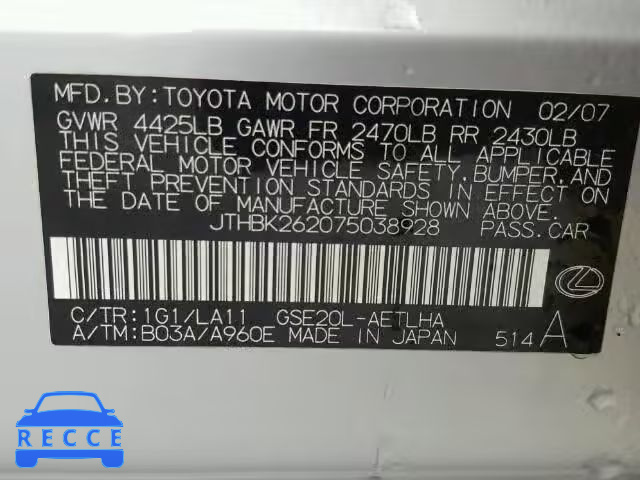 MFD.BY:TOYOTA MOTOR CORPORATION 02/07
GVWR 4425LB GAWR FR 2470LB RR 2430LB
THIS VEHICLE CONFORMS TO ALL APPLICABLE
FEDERAL MOTOR VEHICLE SAFETY,BUMPER,AND
THEFT PREVENTION STANDARDS IN EFFECT ON
THE DATE OF MANUFACTURE SHOWN ABOVE.
JTHBK262075038928 PASS.CAR
C/TR:1G1/LA11 GSE20L-AETLHA
A/TM:B03A/A960E MADE IN JAPAN 514 A
RECCE